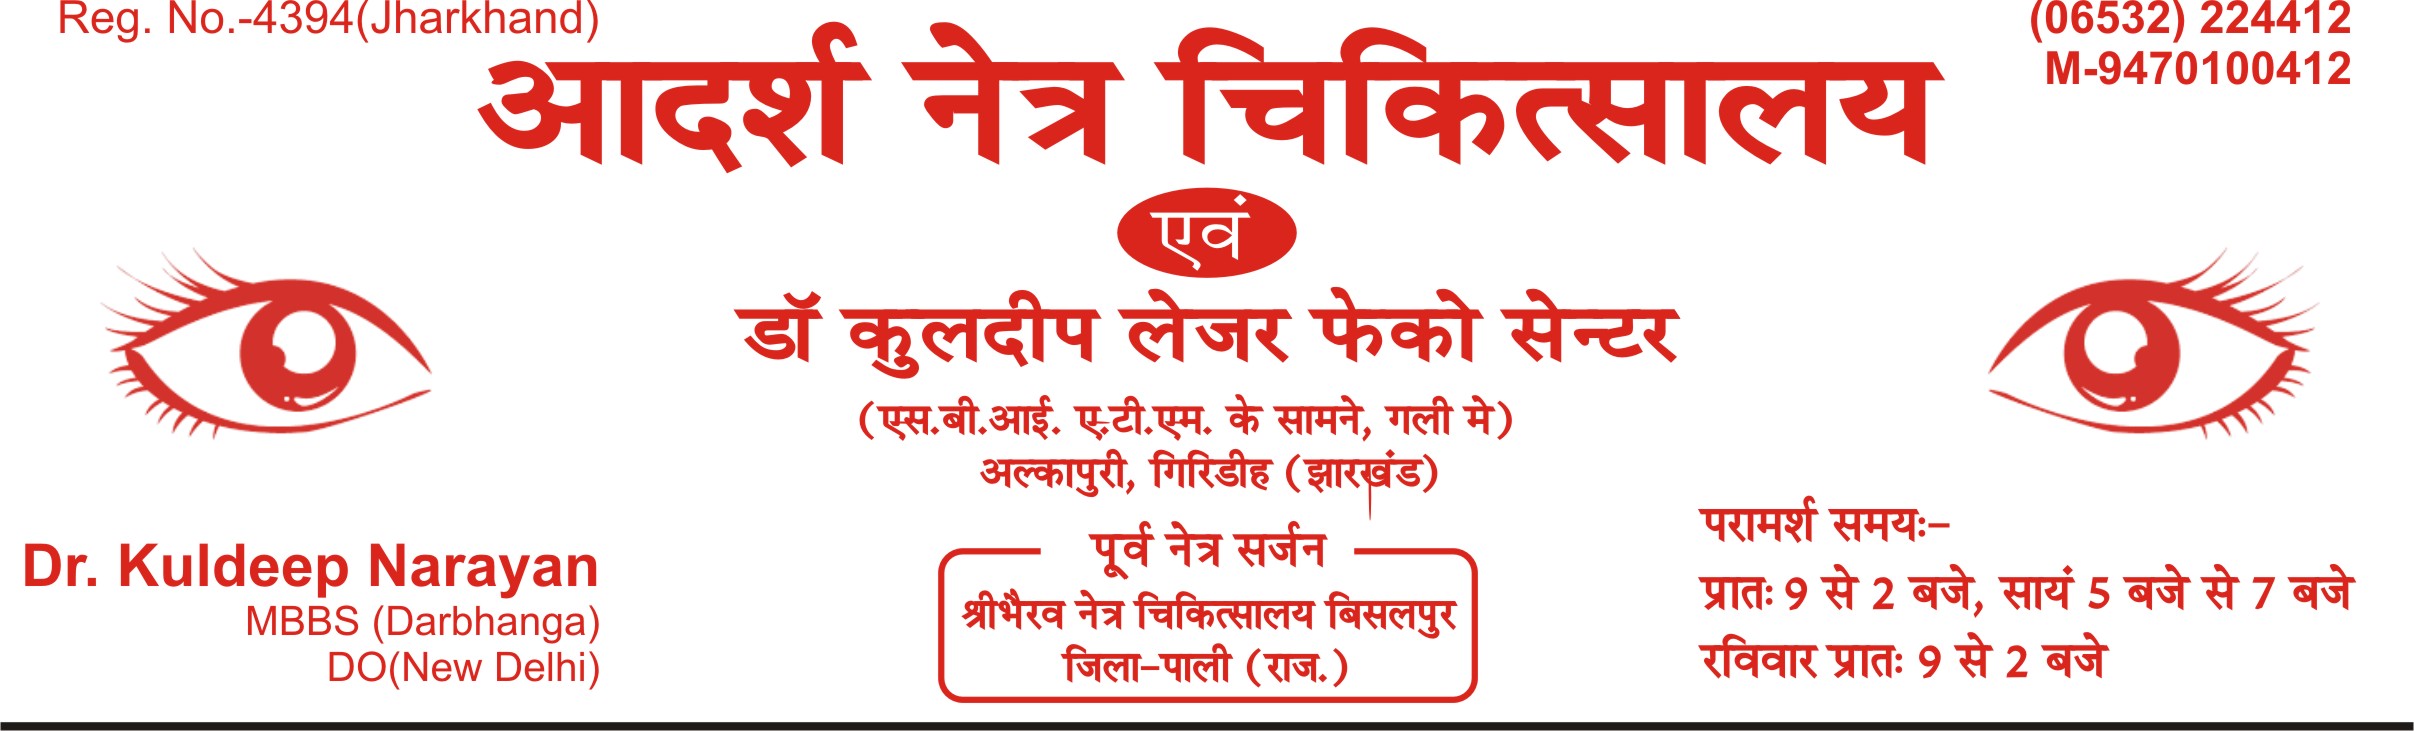 Reg. No.-4394(Jharkhand)
(06532) 224412
M-9470100412
आदर्श नेत्र चिकित्सालय
एवं
डॉ कुलदीप लेजर फेको सेन्टर
(एस.बी.आई. ए.टी.एम. के सामने, गली मे)
अल्कापुरी, गिरिडीह (झारखंड)
Dr. Kuldeep Narayan
MBBS (Darbhanga)
DO(New Delhi)
पूर्व नेत्र सर्जन
श्रीभैरव नेत्र चिकित्सालय बिसलपुर
जिला-पाली (राज.)
परामर्श समयः-
प्रातः 9 से 2 बजे, सायं 5 बजे से 7 बजे
रविवार प्रातः 9 से 2 बजे